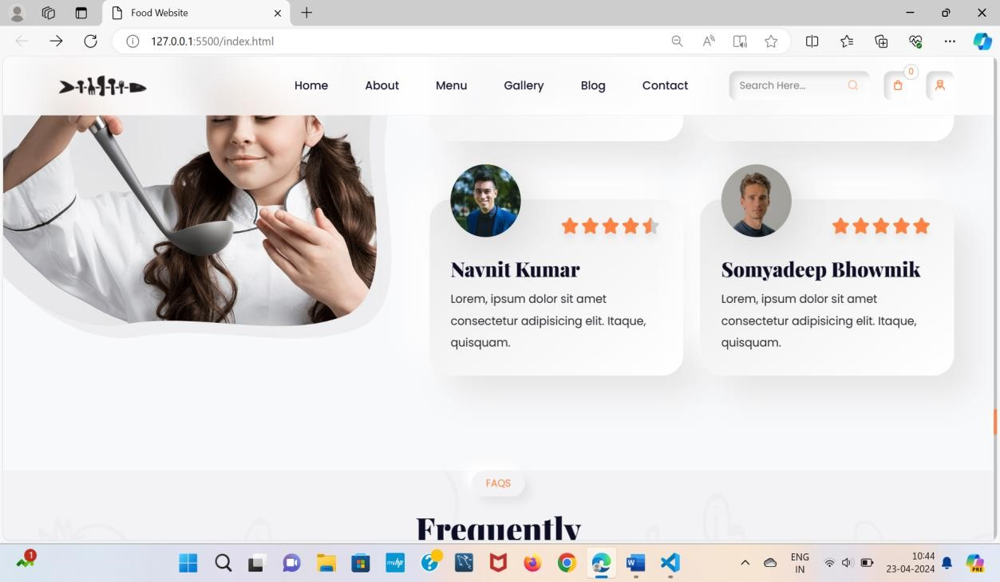 Food Website
127.0.0.1:5500/index.html
Home About Menu Gallery Blog Contact Search Here... 0
Navnit Kumar
Lorem, ipsum dolor sit amet
consectetur adipisicing elit. Itaque,
quisquam.
Somyadeep Bhowmik
Lorem, ipsum dolor sit amet
consectetur adipisicing elit. Itaque,
quisquam.
FAQS
Frequently
1
myhp
W
ENG
IN
10:44
23-04-2024
PRE